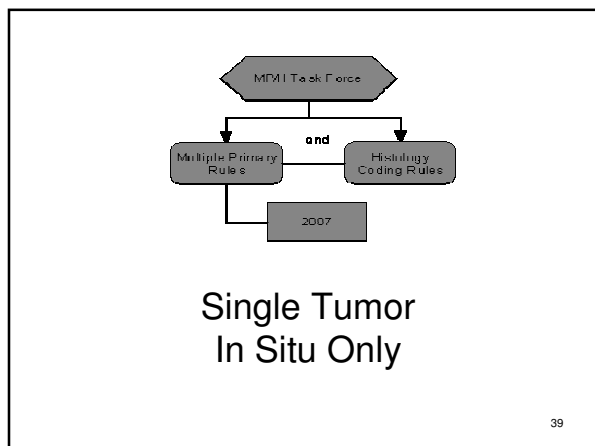 MP/H Task Force
and
Multiple Primary
Rules
Histology
Coding Rules
2007
Single Tumor
In Situ Only
39